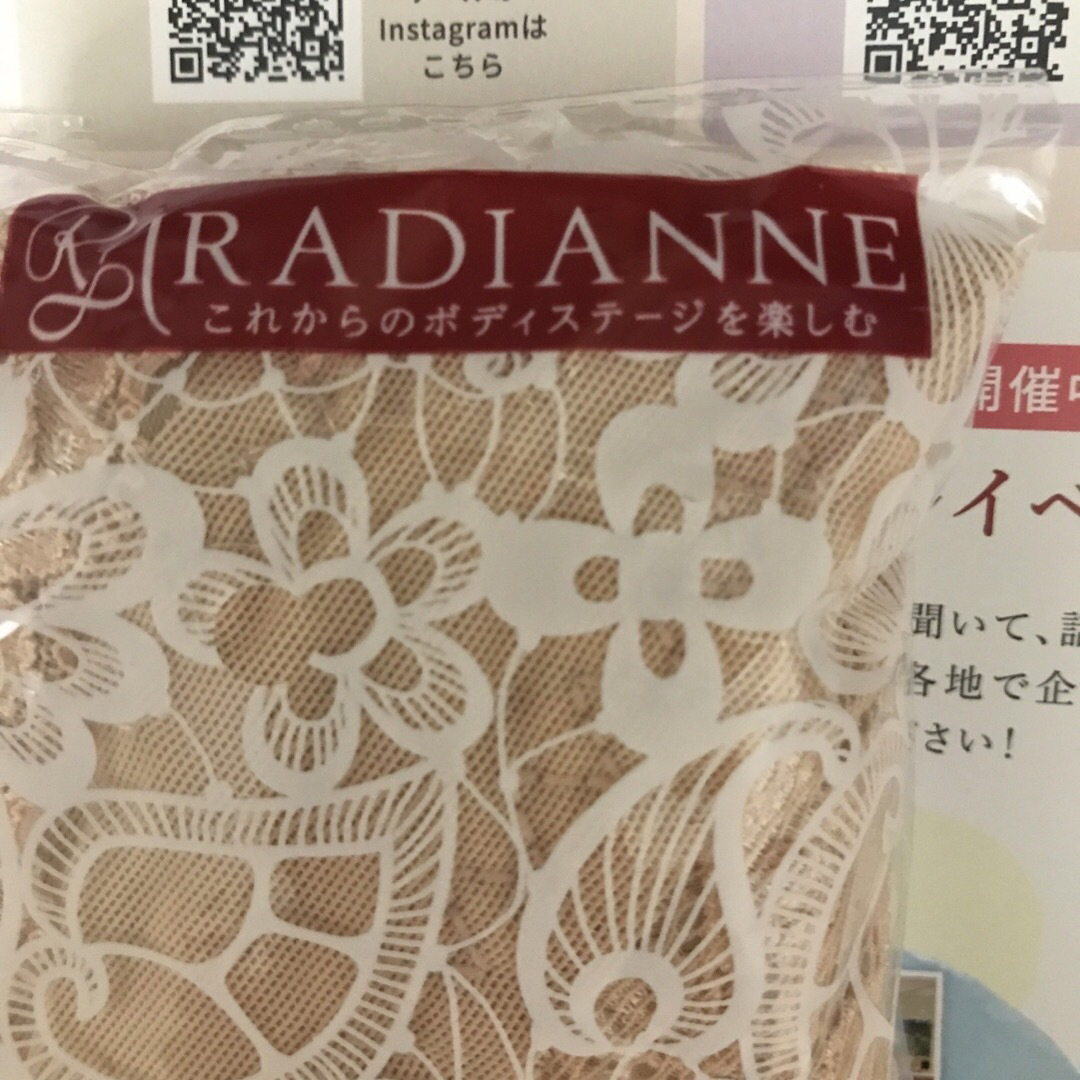 Instagramは
こちら
RADIANNE
これからのボディステージを楽しむ
開催中
イベ
聞いて、
各地で企
さい!